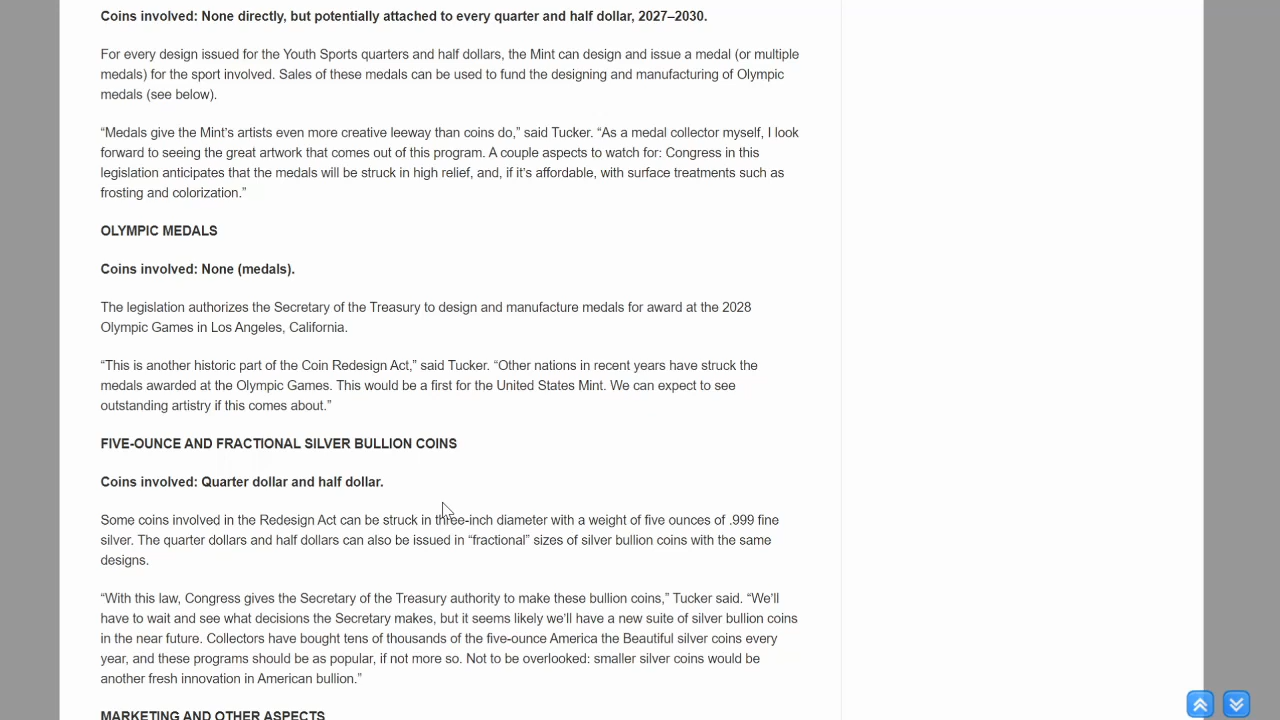 Coins involved: None directly, but potentially attached to every quarter and half dollar, 2027–2030.
For every design issued for the Youth Sports quarters and half dollars, the Mint can design and issue a medal (or multiple
medals) for the sport involved. Sales of these medals can be used to fund the designing and manufacturing of Olympic
medals (see below).
“Medals give the Mint’s artists even more creative leeway than coins do,” said Tucker. “As a medal collector myself, I look
forward to seeing the great artwork that comes out of this program. A couple aspects to watch for: Congress in this
legislation anticipates that the medals will be struck in high relief, and, if it’s affordable, with surface treatments such as
frosting and colorization.”
OLYMPIC MEDALS
Coins involved: None (medals).
The legislation authorizes the Secretary of the Treasury to design and manufacture medals for award at the 2028
Olympic Games in Los Angeles, California.
“This is another historic part of the Coin Redesign Act,” said Tucker. “Other nations in recent years have struck the
medals awarded at the Olympic Games. This would be a first for the United States Mint. We can expect to see
outstanding artistry if this comes about.”
FIVE-OUNCE AND FRACTIONAL SILVER BULLION COINS
Coins involved: Quarter dollar and half dollar.
Some coins involved in the Redesign Act can be struck in three-inch diameter with a weight of five ounces of .999 fine
silver. The quarter dollars and half dollars can also be issued in “fractional” sizes of silver bullion coins with the same
designs.
“With this law, Congress gives the Secretary of the Treasury authority to make these bullion coins,” Tucker said. “We’ll
have to wait and see what decisions the Secretary makes, but it seems likely we’ll have a new suite of silver bullion coins
in the near future. Collectors have bought tens of thousands of the five-ounce America the Beautiful silver coins every
year, and these programs should be as popular, if not more so. Not to be overlooked: smaller silver coins would be
another fresh innovation in American bullion.”
MARKETING AND OTHER ASPECTS